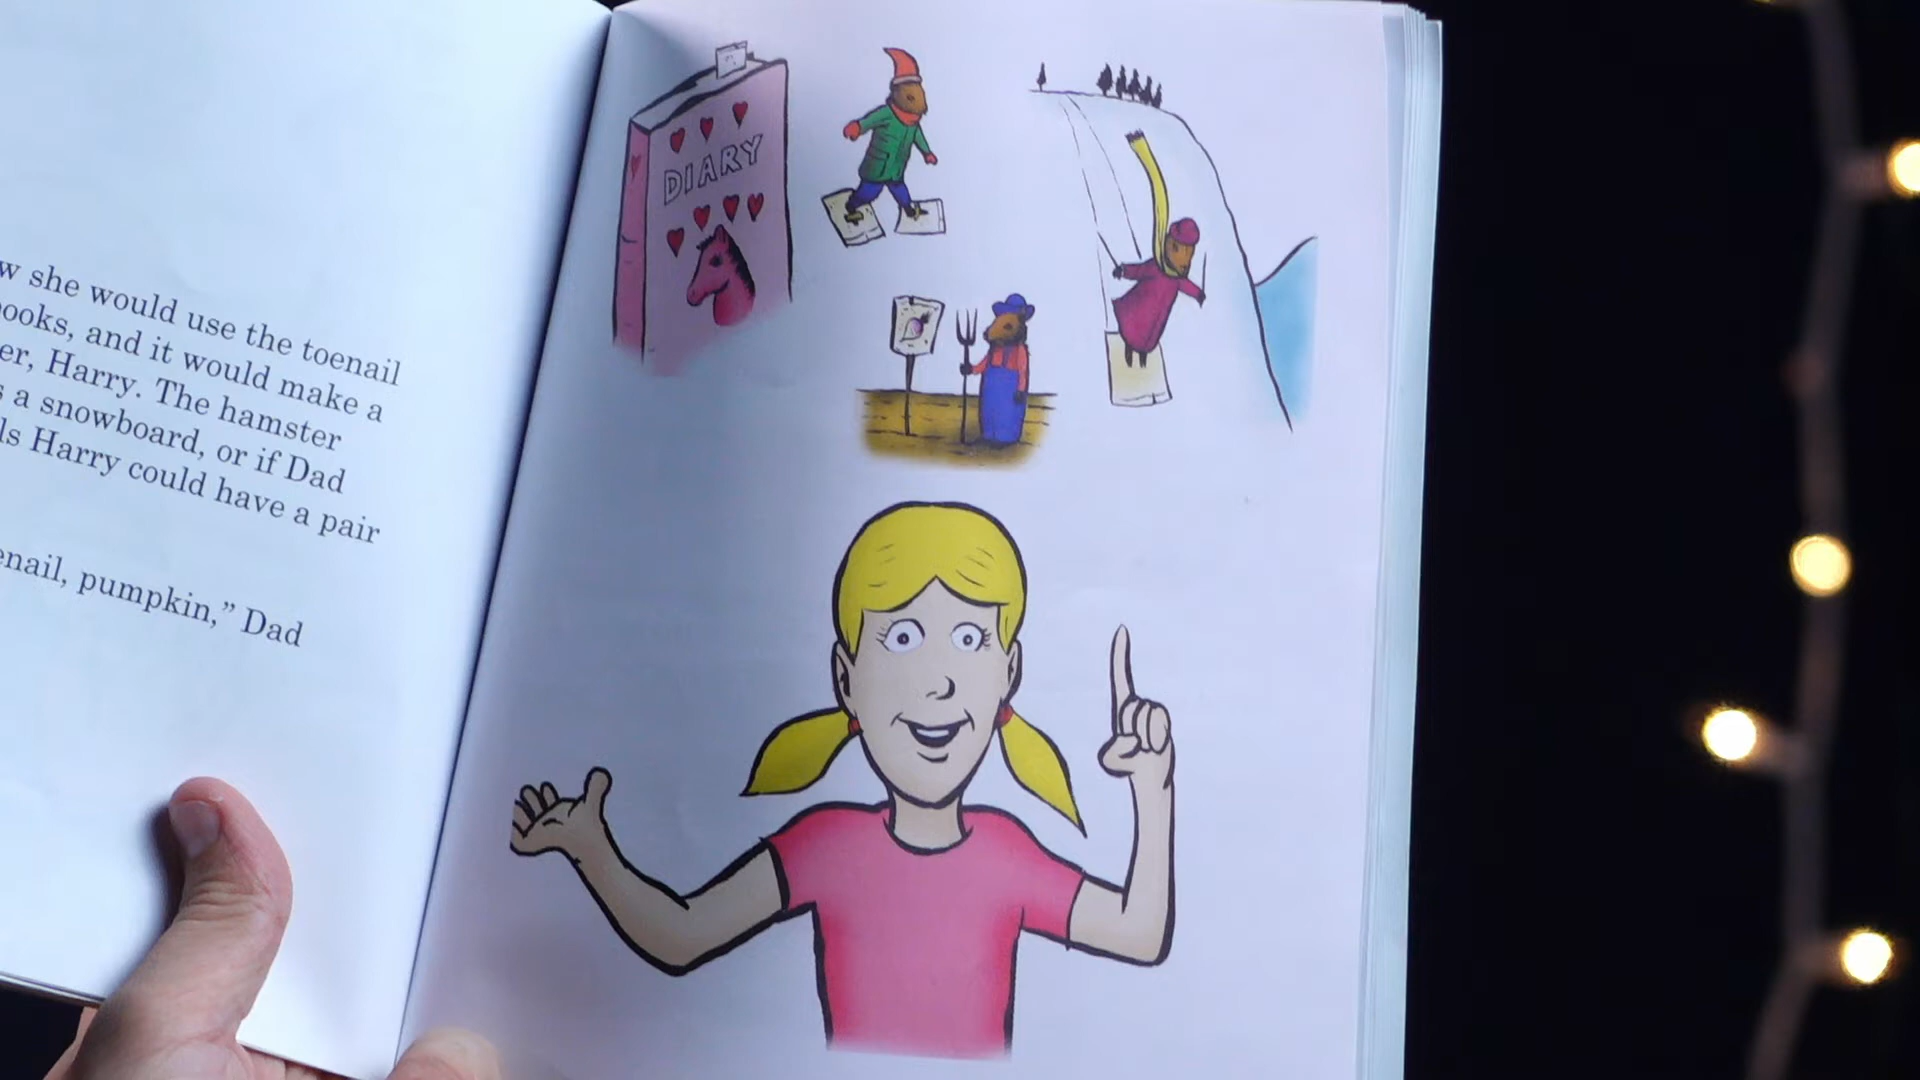 w she would use the toenail
ooks, and it would make a
er, Harry. The hamster
s a snowboard, or if Dad
ls Harry could have a pair
enail, pumpkin,” Dad
DIARY